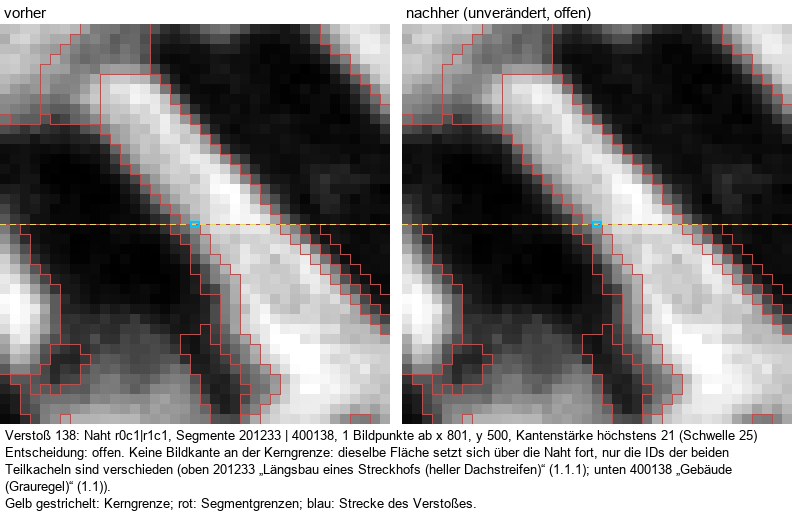 vorher
nachher (unverändert, offen)
Verstoß 138: Naht r0c1|r1c1, Segmente 201233 | 400138, 1 Bildpunkte ab x 801, y 500, Kantenstärke höchstens 21 (Schwelle 25)
Entscheidung: offen. Keine Bildkante an der Kerngrenze: dieselbe Fläche setzt sich über die Naht fort, nur die IDs der beiden
Teilkacheln sind verschieden (oben 201233 „Längsbau eines Streckhofs (heller Dachstreifen)“ (1.1.1); unten 400138 „Gebäude
(Grauregel)“ (1.1)).
Gelb gestrichelt: Kerngrenze; rot: Segmentgrenzen; blau: Strecke des Verstoßes.